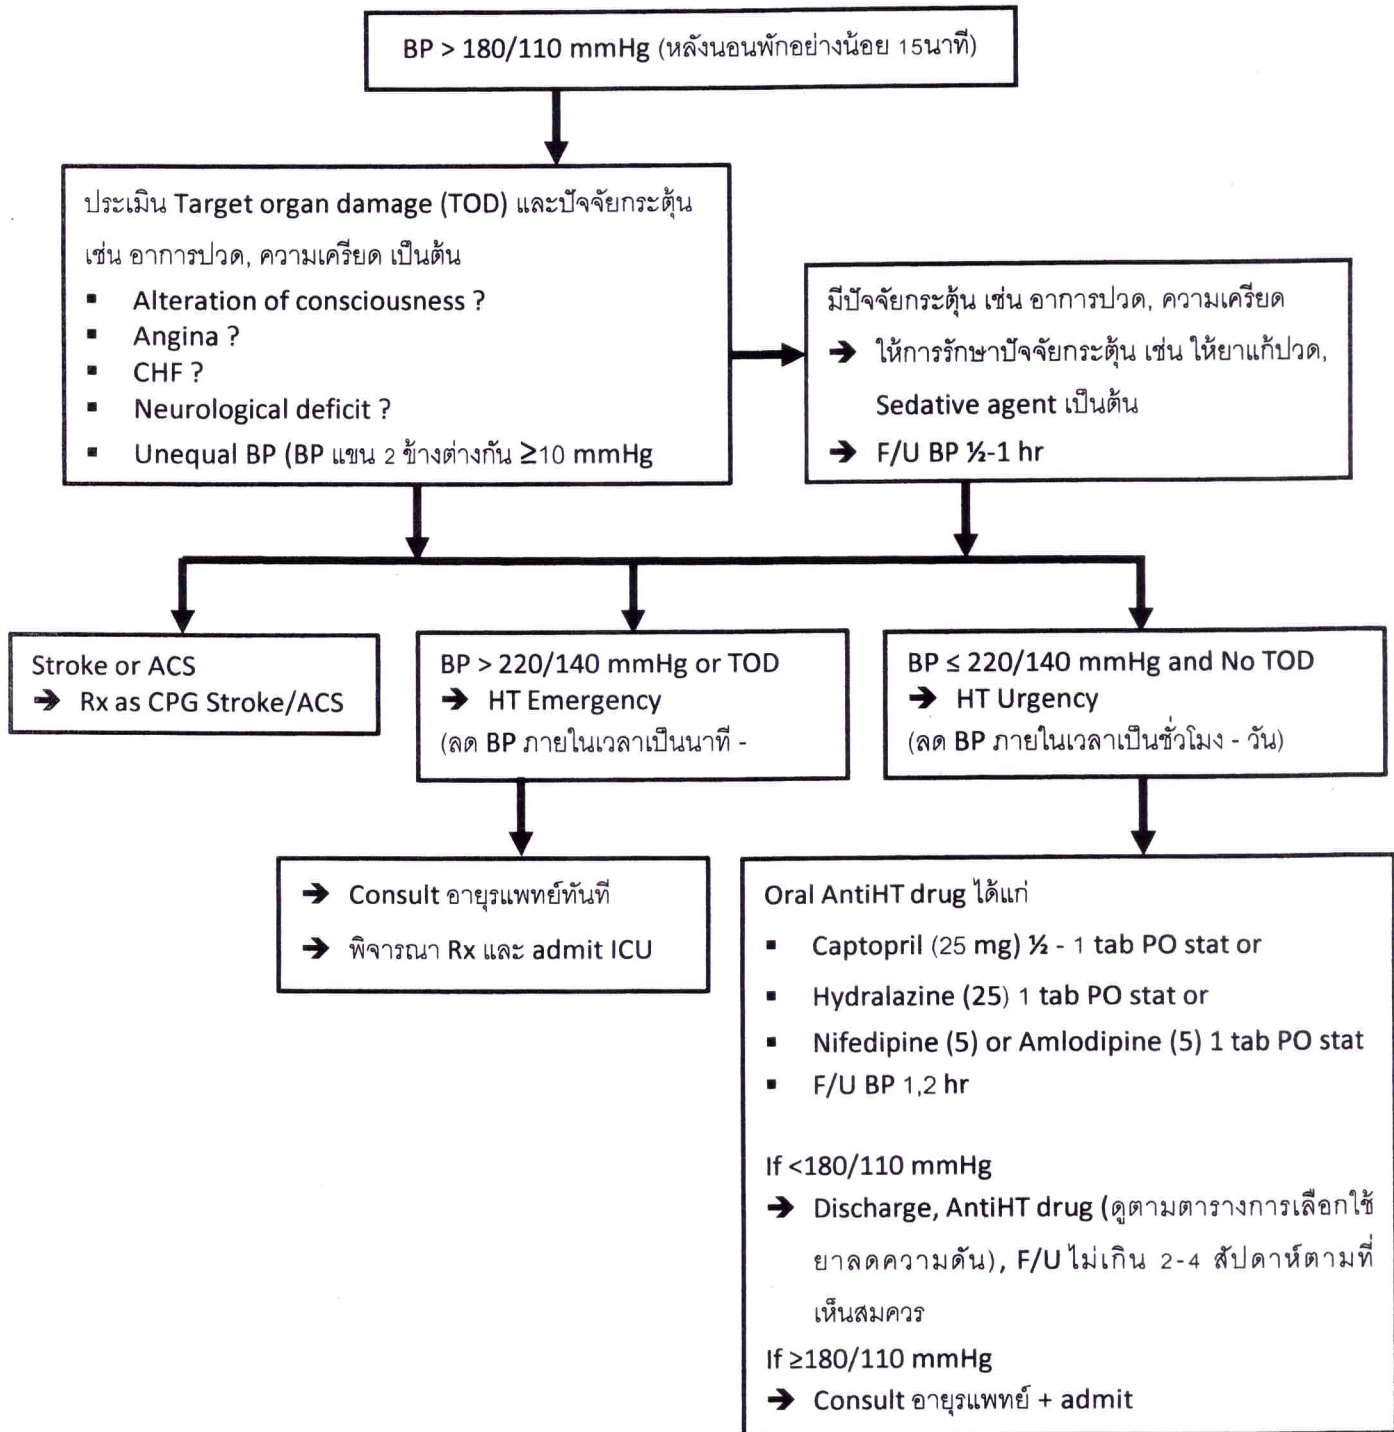 BP > 180/110 mmHg (หลังนอนพักอย่างน้อย 15นาที)
ประเมิน Target organ damage (TOD) และปัจจัยกระตุ้น
เช่น อาการปวด, ความเครียด เป็นต้น
▪ Alteration of consciousness ?
▪ Angina ?
▪ CHF ?
▪ Neurological deficit ?
▪ Unequal BP (BP แขน 2 ข้างต่างกัน ≥10 mmHg
มีปัจจัยกระตุ้น เช่น อาการปวด, ความเครียด
➔ ให้การรักษาปัจจัยกระตุ้น เช่น ให้ยาแก้ปวด,
Sedative agent เป็นต้น
➔ F/U BP ½-1 hr
Stroke or ACS
➔ Rx as CPG Stroke/ACS
BP > 220/140 mmHg or TOD
➔ HT Emergency
(ลด BP ภายในเวลาเป็นนาที -
BP ≤ 220/140 mmHg and No TOD
➔ HT Urgency
(ลด BP ภายในเวลาเป็นชั่วโมง - วัน)
➔ Consult อายุรแพทย์ทันที
➔ พิจารณา Rx และ admit ICU
Oral AntiHT drug ได้แก่
▪ Captopril (25 mg) ½ - 1 tab PO stat or
▪ Hydralazine (25) 1 tab PO stat or
▪ Nifedipine (5) or Amlodipine (5) 1 tab PO stat
▪ F/U BP 1,2 hr
If <180/110 mmHg
➔ Discharge, AntiHT drug (ดูตามตารางการเลือกใช้
ยาลดความดัน), F/U ไม่เกิน 2-4 สัปดาห์ตามที่
เห็นสมควร
If ≥180/110 mmHg
➔ Consult อายุรแพทย์ + admit